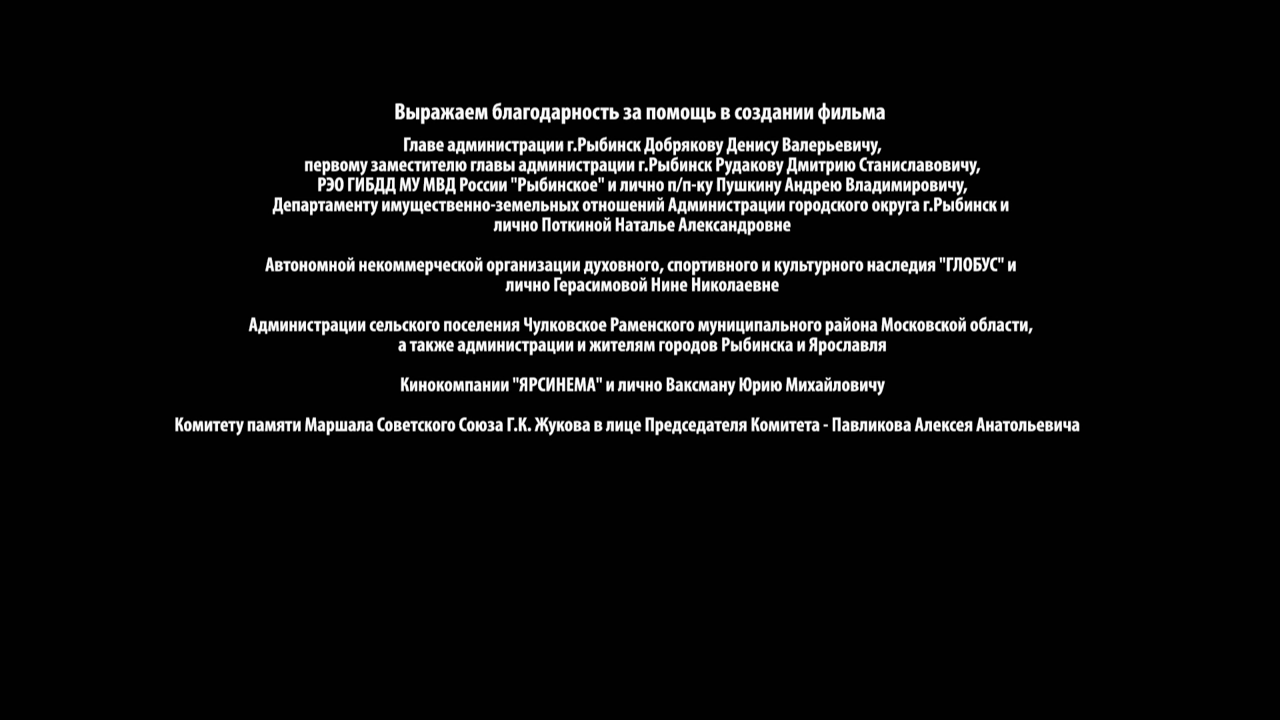 Выражаем благодарность за помощь в создании фильма
Главе администрации г.Рыбинск Добрякову Денису Валерьевичу,
первому заместителю главы администрации г.Рыбинск Рудакову Дмитрию Станиславовичу,
РЭО ГИБДД МУ МВД России "Рыбинское" и лично п/п-ку Пушкину Андрею Владимировичу,
Департаменту имущественно-земельных отношений Администрации городского округа г.Рыбинск и
лично Поткиной Наталье Александровне
Автономной некоммерческой организации духовного, спортивного и культурного наследия "ГЛОБУС" и
лично Герасимовой Нине Николаевне
Администрации сельского поселения Чулковское Раменского муниципального района Московской области,
а также администрации и жителям городов Рыбинска и Ярославля
Кинокомпании "ЯРСИНЕМА" и лично Ваксману Юрию Михайловичу
Комитету памяти Маршала Советского Союза Г.К. Жукова в лице Председателя Комитета - Павликова Алексея Анатольевича